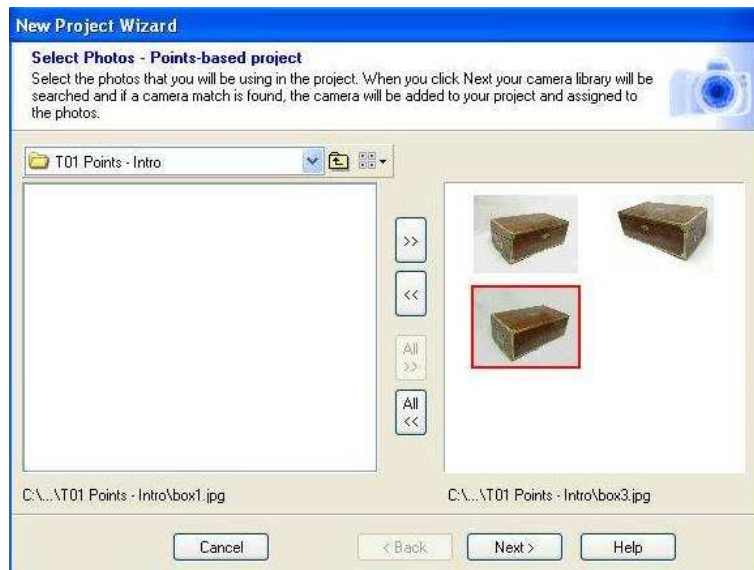 New Project Wizard
Select Photos - Points-based project
Select the photos that you will be using in the project. When you click Next your camera library will be
searched and if a camera match is found, the camera will be added to your project and assigned to
the photos.
T01 Points - Intro
>>
<<
All
>>
All
<<
C:\...\T01 Points - Intro\box1.jpg
C:\...\T01 Points - Intro\box3.jpg
Cancel
< Back
Next >
Help